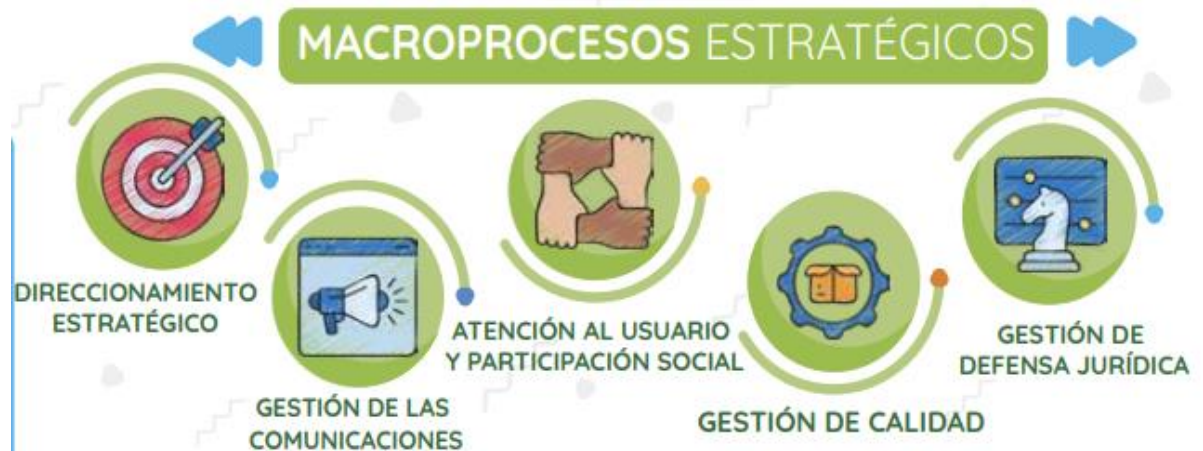 MACROPROCESOS ESTRATÉGICOS
DIRECCIONAMIENTO
ESTRATÉGICO
GESTIÓN DE LAS
COMUNICACIONES
ATENCIÓN AL USUARIO
Y PARTICIPACIÓN SOCIAL
GESTIÓN DE CALIDAD
GESTIÓN DE
DEFENSA JURÍDICA